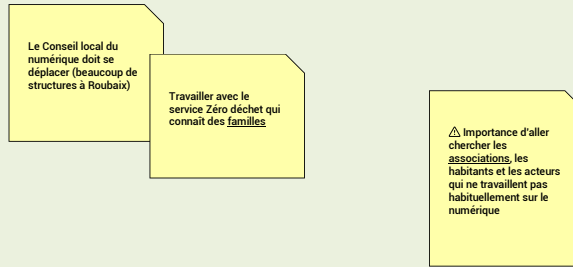 Le Conseil local du
numérique doit se
déplacer (beaucoup de
structures à Roubaix)
Travailler avec le
service Zéro déchet qui
connaît des familles
⚠ Importance d'aller
chercher les
associations, les
habitants et les acteurs
qui ne travaillent pas
habituellement sur le
numérique